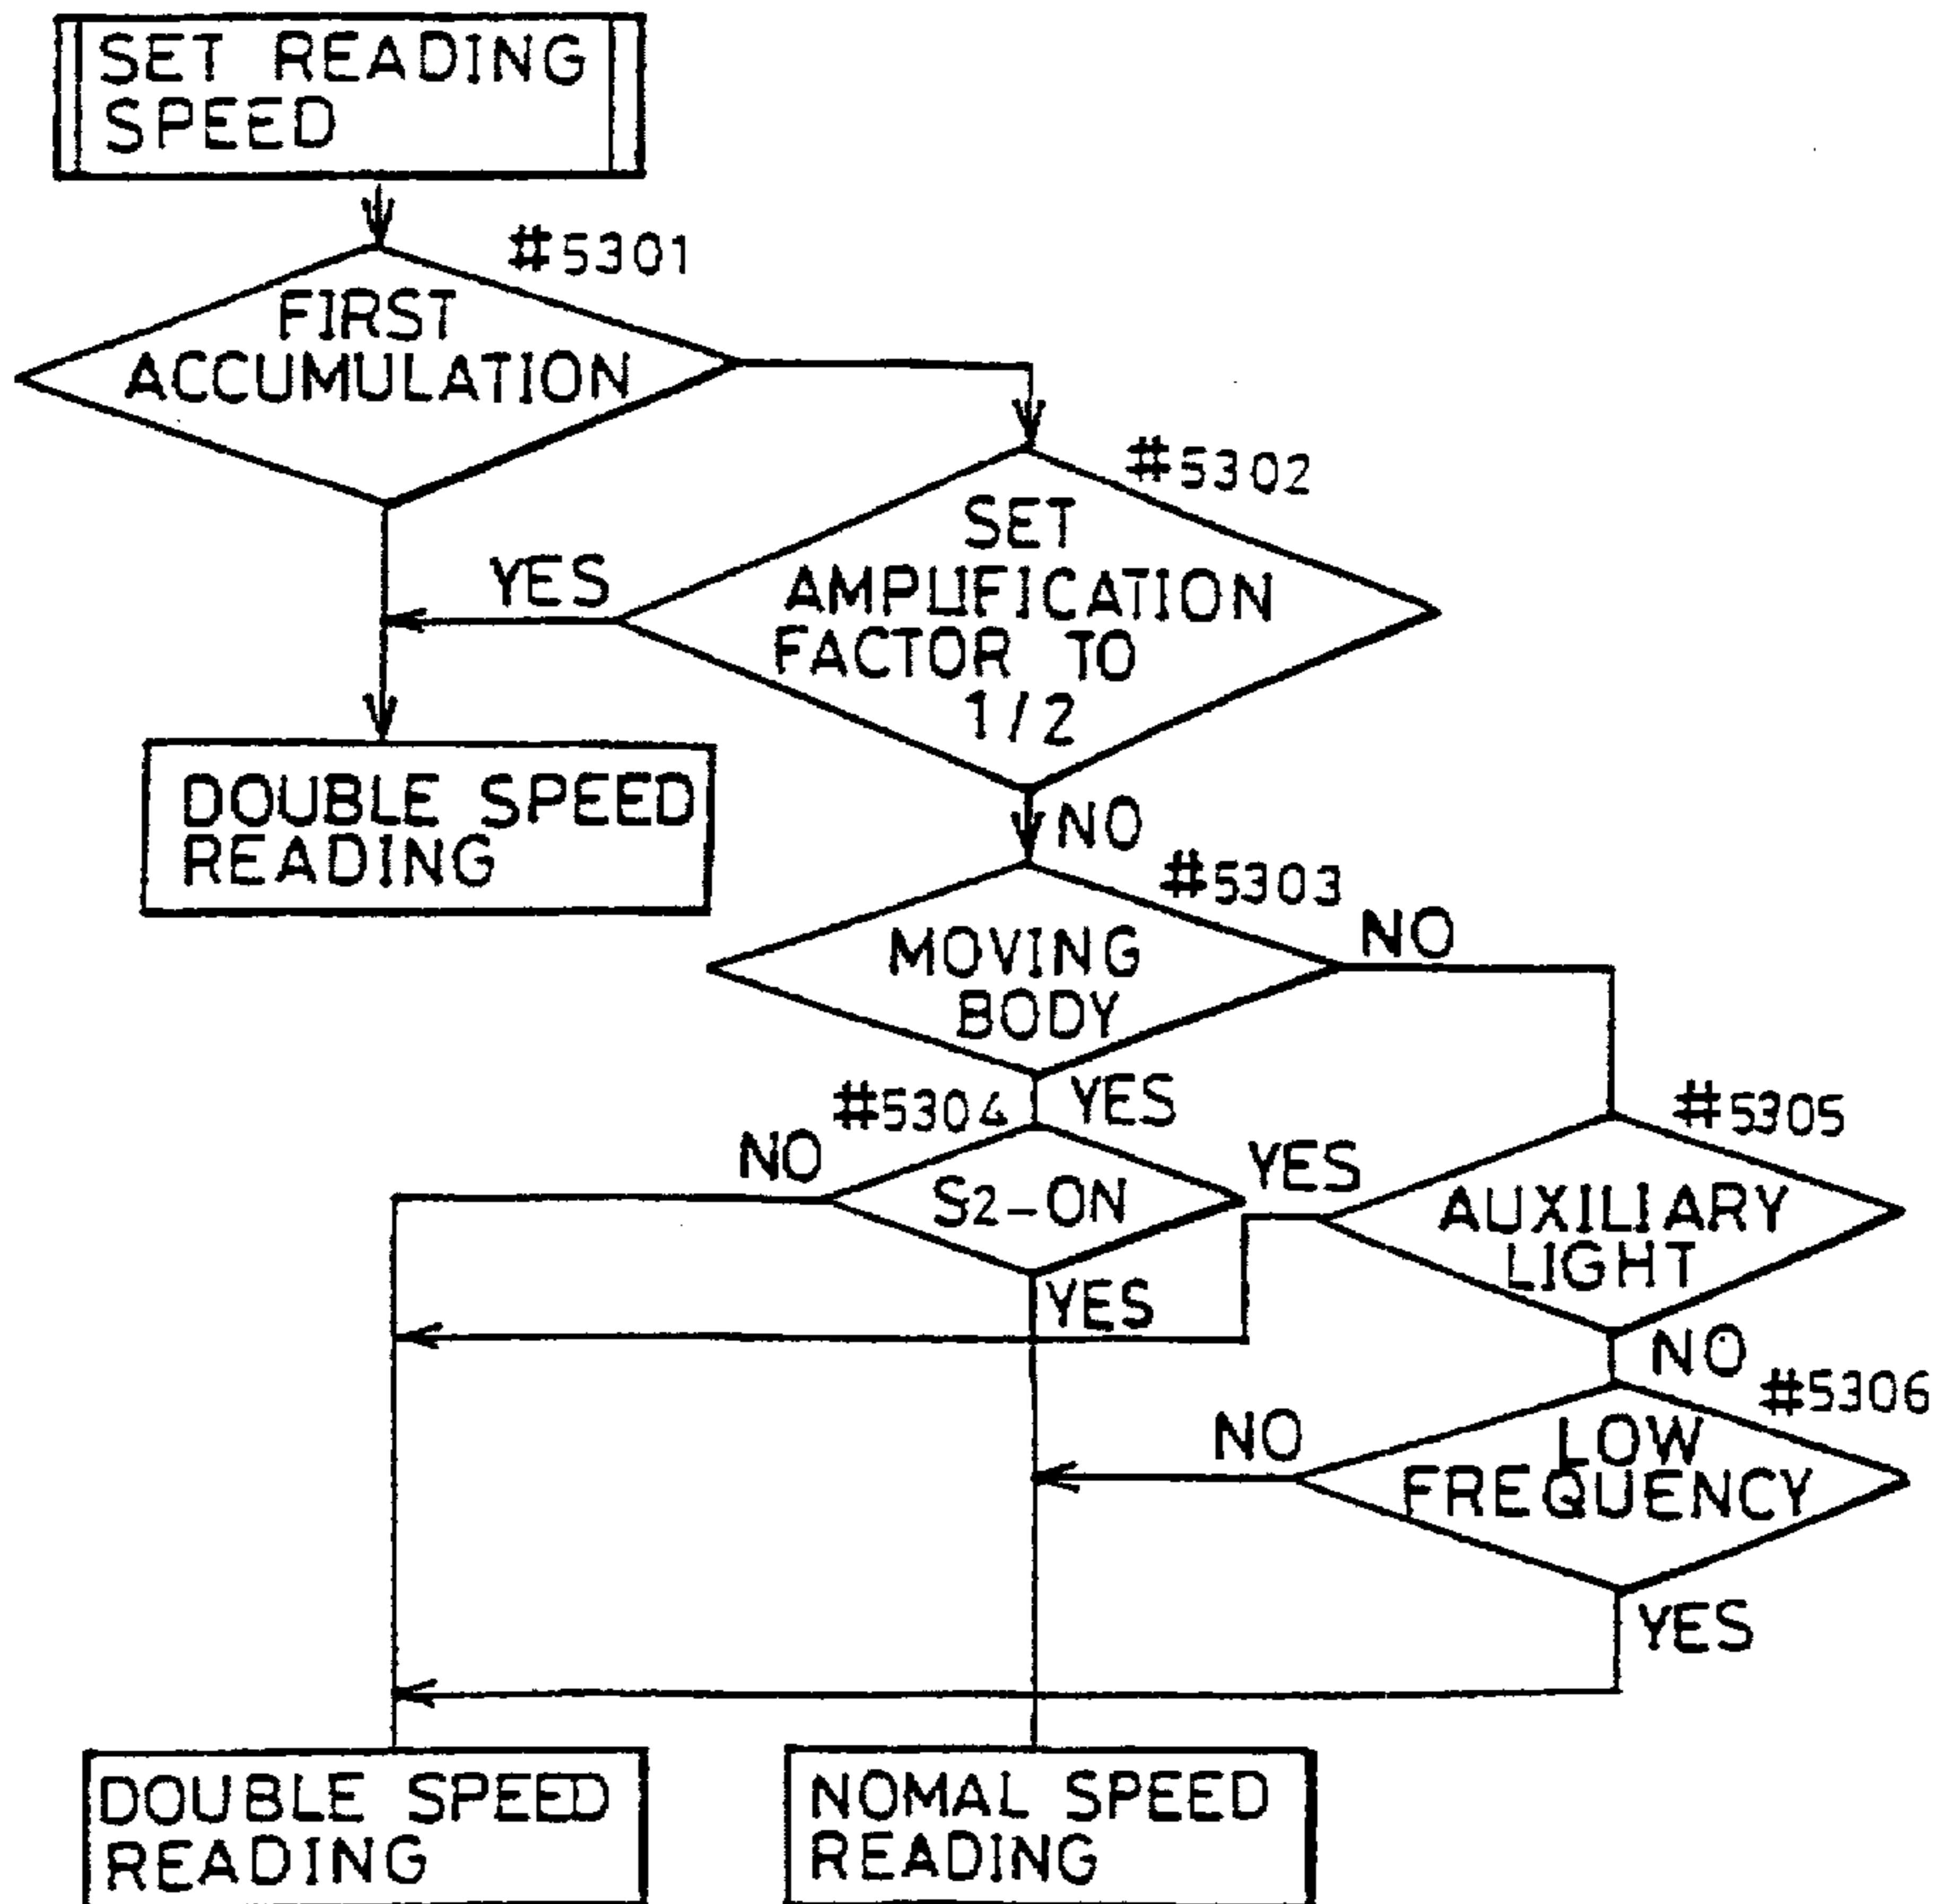 SET READING
SPEED
#5301
FIRST
ACCUMULATION
#5302
SET
AMPLIFICATION
FACTOR TO
1/2
YES
DOUBLE SPEED
READING
NO
#5303
MOVING
BODY
NO
#5304
YES
#5305
NO
S2-ON
YES
AUXILIARY
LIGHT
YES
NO
#5306
NO
LOW
FREQUENCY
YES
DOUBLE SPEED
READING
NOMAL SPEED
READING